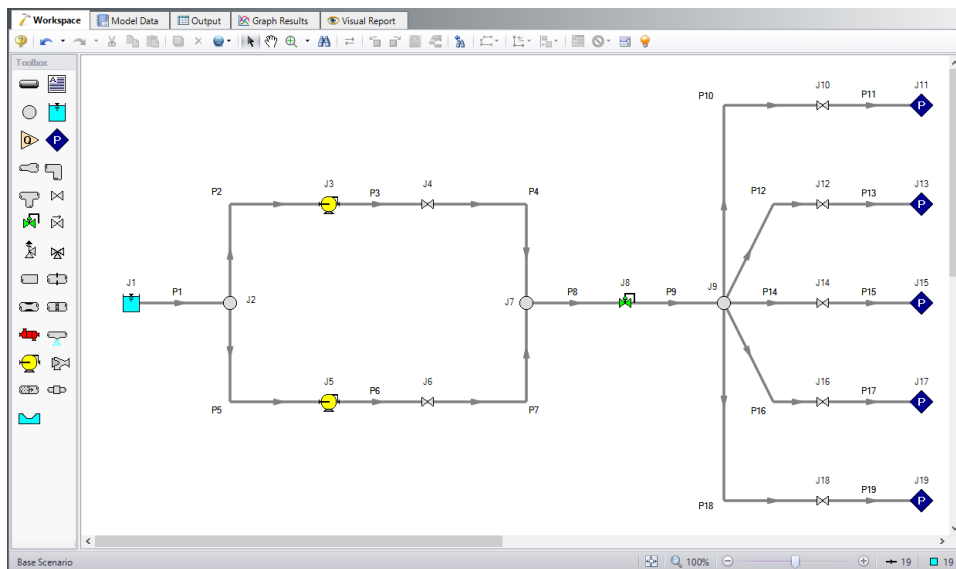 Workspace Model Data Output Graph Results Visual Report
Toolbox
A
Q P
J10 P11 J11
P10
P
J3 J12 J13
P2 P3 J4 P4 P12 P13
P
J1 J8 J14 J15
P1 J2 J7 P8 P9 J9 P14 P15
P
J5 J16 J17
P6 J6 P17
P5 P7 P16
P
J18 J19
P19
P18
P
Base Scenario 100% 19 19